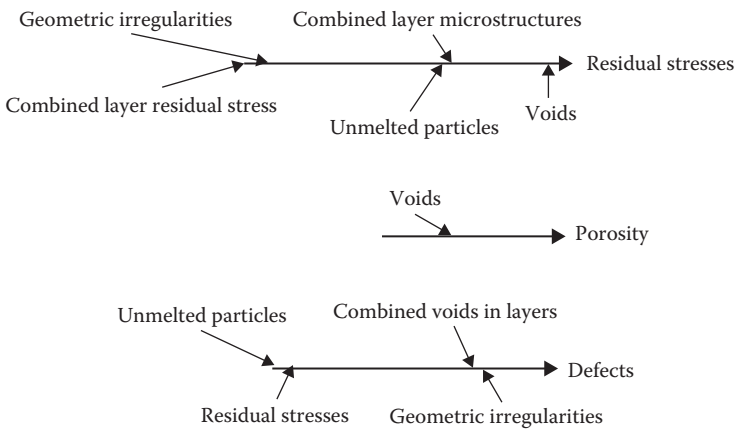 Geometric irregularities
Combined layer microstructures
Residual stresses
Combined layer residual stress
Unmelted particles
Voids
Voids
Porosity
Unmelted particles
Combined voids in layers
Defects
Residual stresses
Geometric irregularities